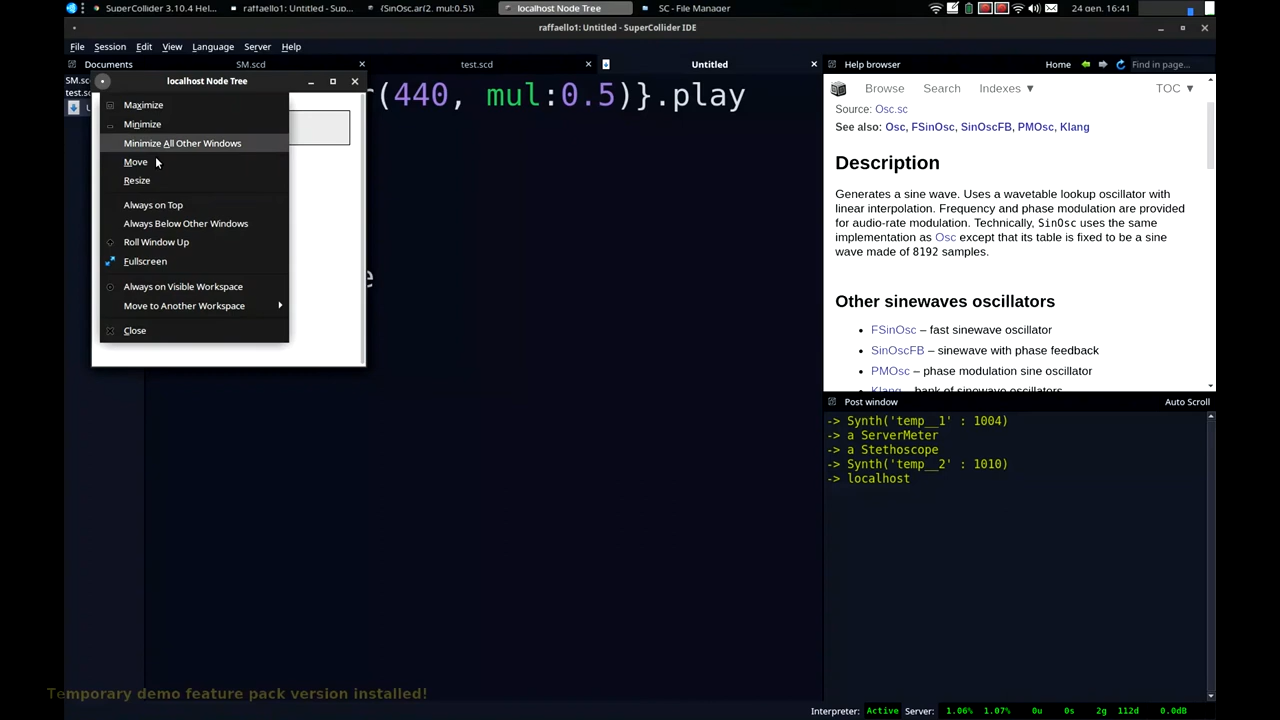 SuperCollider 3.10.4 Hel...
raffaello1: Untitled - Sup...
{SinOsc.ar(2, mul:0.5)}
localhost Node Tree
SC - File Manager
24 gen, 16:41
raffaello1: Untitled - SuperCollider IDE
File Session Edit View Language Server Help
Documents
SM.scd
test.scd
Untitled
Help browser
Home
Find in page...
SM.sc
test.sc
localhost Node Tree
Maximize
Minimize
Minimize All Other Windows
Move
Resize
Always on Top
Always Below Other Windows
Roll Window Up
Fullscreen
Always on Visible Workspace
Move to Another Workspace
Close
(440, mul:0.5)}.play
e
Browse Search Indexes ▼ TOC ▼
Source: Osc.sc
See also: Osc, FSinOsc, SinOscFB, PMOsc, Klang
Description
Generates a sine wave. Uses a wavetable lookup oscillator with
linear interpolation. Frequency and phase modulation are provided
for audio-rate modulation. Technically, SinOsc uses the same
implementation as Osc except that its table is fixed to be a sine
wave made of 8192 samples.
Other sinewaves oscillators
• FSinOsc – fast sinewave oscillator
• SinOscFB – sinewave with phase feedback
• PMOsc – phase modulation sine oscillator
Klang – bank of sinewave oscillators
Post window
Auto Scroll
-> Synth('temp__1' : 1004)
-> a ServerMeter
-> a Stethoscope
-> Synth('temp__2' : 1010)
-> localhost
Temporary demo feature pack version installed!
Interpreter: Active Server: 1.06% 1.07% 0u 0s 2g 112d 0.0dB